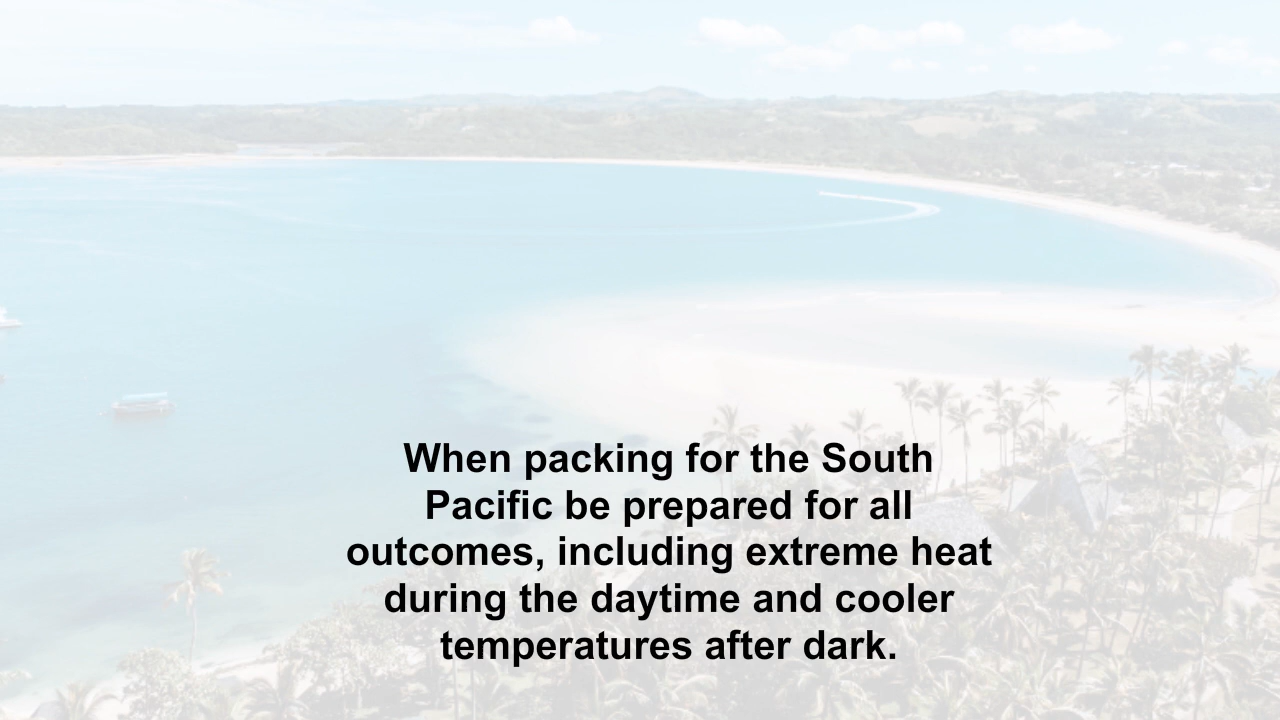 When packing for the South
Pacific be prepared for all
outcomes, including extreme heat
during the daytime and cooler
temperatures after dark.